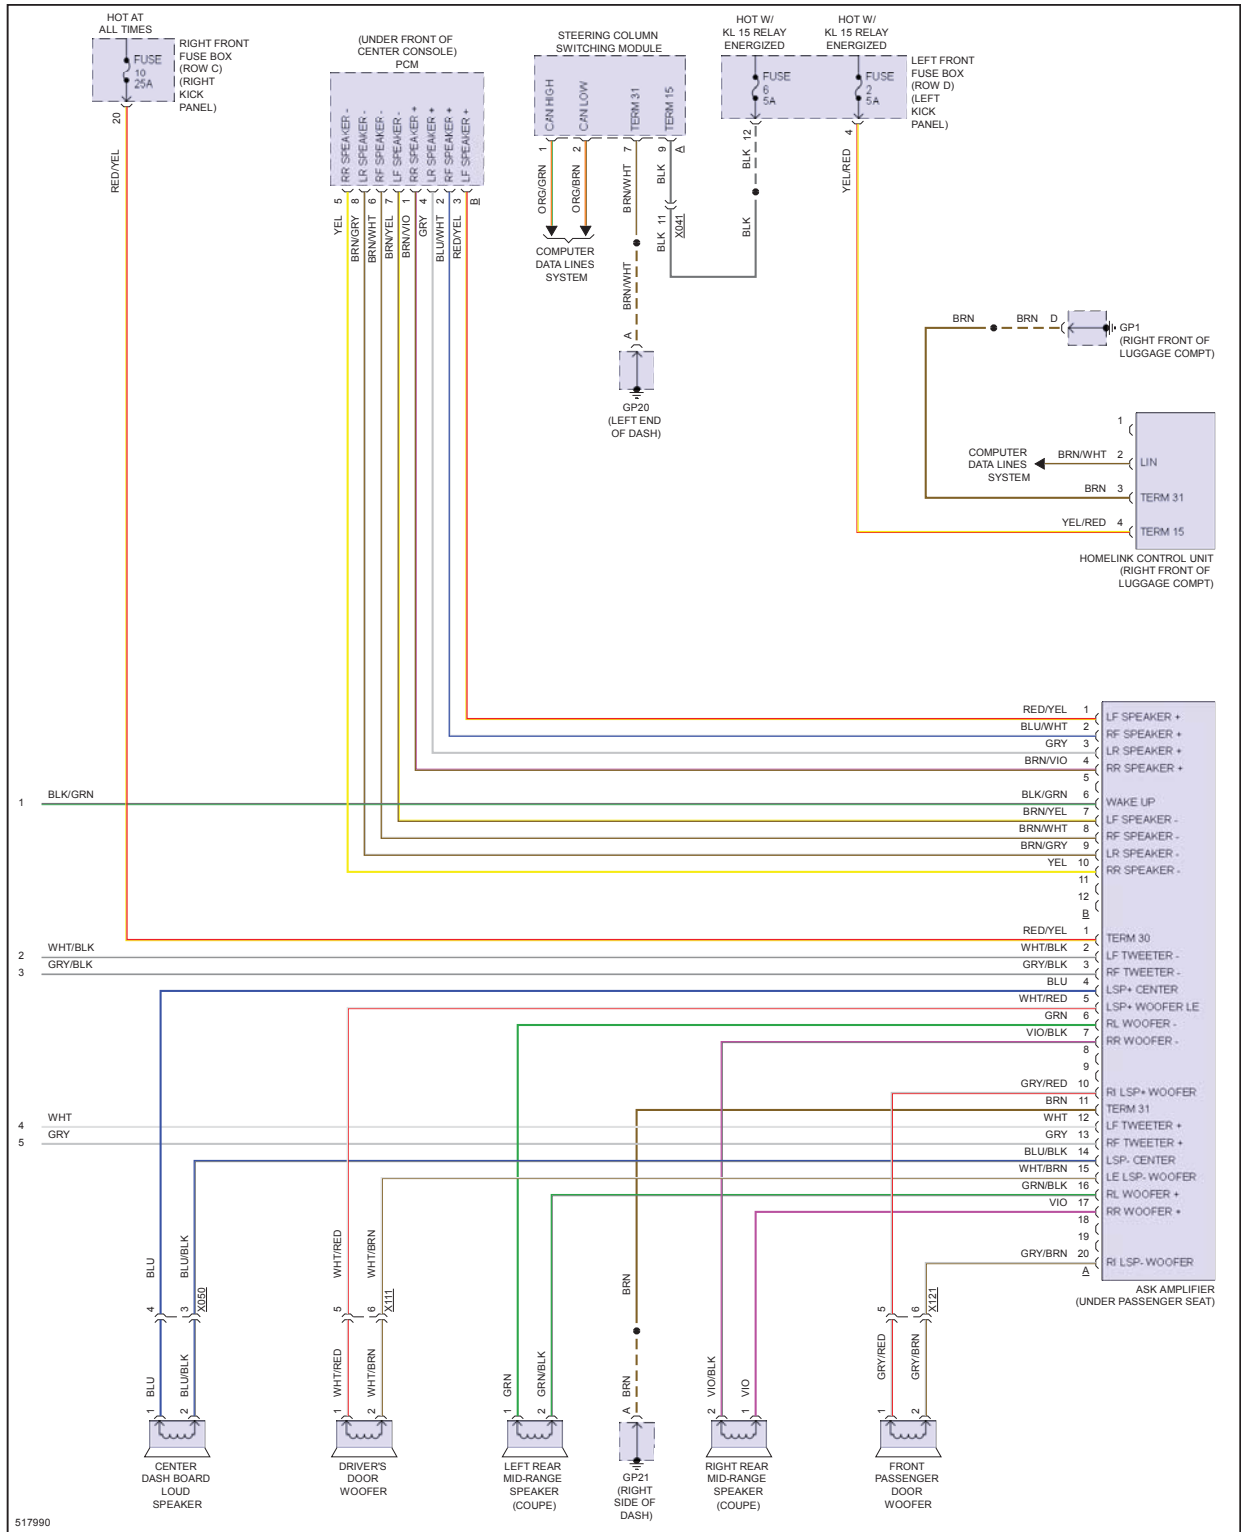 HOT AT
ALL TIMES
FUSE
10
25A
RIGHT FRONT
FUSE BOX
(ROW C)
(RIGHT
KICK
PANEL)
20
RED/YEL
(UNDER FRONT OF
CENTER CONSOLE)
PCM
RR SPEAKER -
LR SPEAKER -
RF SPEAKER -
LF SPEAKER -
RR SPEAKER +
LR SPEAKER +
RF SPEAKER +
LF SPEAKER +
5
8
6
7
1
4
2
3
B
YEL
BRN/GRY
BRN/WHT
BRN/YEL
BRN/VIO
GRY
BLU/WHT
RED/YEL
STEERING COLUMN
SWITCHING MODULE
CAN HIGH
CAN LOW
TERM 31
TERM 15
1
2
7
9
A
ORG/GRN
ORG/BRN
BRN/WHT
BLK
11
X041
BLK
COMPUTER
DATA LINES
SYSTEM
BRN/WHT
A
GP20
(LEFT END
OF DASH)
HOT W/
KL 15 RELAY
ENERGIZED
HOT W/
KL 15 RELAY
ENERGIZED
FUSE
6
5A
FUSE
2
5A
LEFT FRONT
FUSE BOX
(ROW D)
(LEFT
KICK
PANEL)
12
BLK
BLK
4
YEL/RED
BRN
BRN
D
GP1
(RIGHT FRONT OF
LUGGAGE COMPT)
1
COMPUTER
DATA LINES
SYSTEM
BRN/WHT 2 LIN
BRN 3 TERM 31
YEL/RED 4 TERM 15
HOMELINK CONTROL UNIT
(RIGHT FRONT OF
LUGGAGE COMPT)
RED/YEL 1 LF SPEAKER +
BLU/WHT 2 RF SPEAKER +
GRY 3 LR SPEAKER +
BRN/VIO 4 RR SPEAKER +
5
1 BLK/GRN
BLK/GRN 6 WAKE UP
BRN/YEL 7 LF SPEAKER -
BRN/WHT 8 RF SPEAKER -
BRN/GRY 9 LR SPEAKER -
YEL 10 RR SPEAKER -
11
12
B
RED/YEL 1 TERM 30
2 WHT/BLK
WHT/BLK 2 LF TWEETER -
3 GRY/BLK
GRY/BLK 3 RF TWEETER -
BLU 4 LSP+ CENTER
WHT/RED 5 LSP+ WOOFER LE
GRN 6 RL WOOFER -
VIO/BLK 7 RR WOOFER -
8
9
GRY/RED 10 RI LSP+ WOOFER
BRN 11 TERM 31
4 WHT
WHT 12 LF TWEETER +
5 GRY
GRY 13 RF TWEETER +
BLU/BLK 14 LSP- CENTER
WHT/BRN 15 LE LSP- WOOFER
GRN/BLK 16 RL WOOFER +
VIO 17 RR WOOFER +
18
19
GRY/BRN 20 RI LSP- WOOFER
A
ASK AMPLIFIER
(UNDER PASSENGER SEAT)
BLU
BLU/BLK
4
3
X050
BLU
BLU/BLK
1
2
CENTER
DASH BOARD
LOUD
SPEAKER
WHT/RED
WHT/BRN
5
6
X111
WHT/RED
WHT/BRN
1
2
DRIVER'S
DOOR
WOOFER
GRN
GRN/BLK
1
2
LEFT REAR
MID-RANGE
SPEAKER
(COUPE)
BRN
BRN
A
GP21
(RIGHT
SIDE OF
DASH)
VIO/BLK
VIO
2
1
RIGHT REAR
MID-RANGE
SPEAKER
(COUPE)
5
6
X121
GRY/RED
GRY/BRN
1
2
FRONT
PASSENGER
DOOR
WOOFER
517990